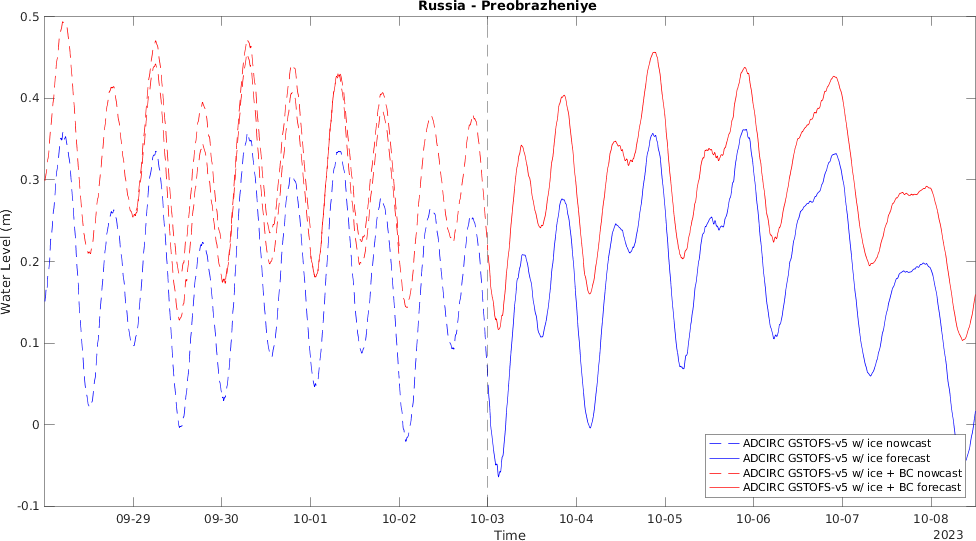 Russia - Preobrazheniye
Water Level (m)
0.5
0.4
0.3
0.2
0.1
0
-0.1
ADCIRC GSTOFS-v5 w/ ice nowcast
ADCIRC GSTOFS-v5 w/ ice forecast
ADCIRC GSTOFS-v5 w/ ice + BC nowcast
ADCIRC GSTOFS-v5 w/ ice + BC forecast
09-29 09-30 10-01 10-02 10-03 10-04 10-05 10-06 10-07 10-08
Time 2023